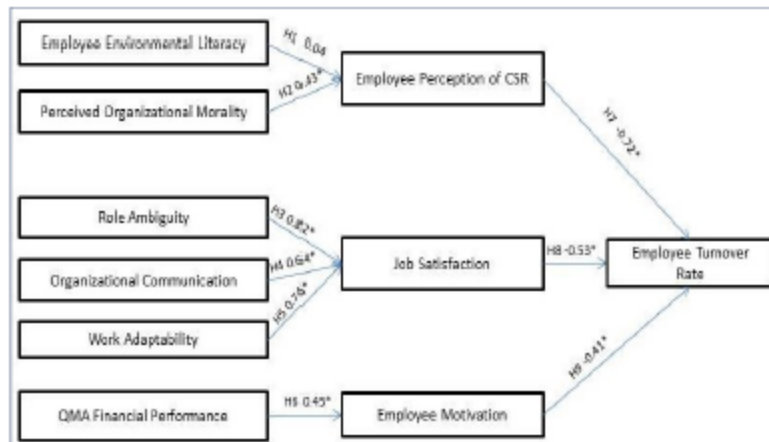 Employee Environmental Literacy
H1 0.04
Employee Perception of CSR
H2 0.43*
Perceived Organizational Morality
H7 -0.72*
Role Ambiguity
H3 0.82*
Organizational Communication
H4 0.64*
Job Satisfaction
H8 -0.53*
Employee Turnover
Rate
H5 0.76*
Work Adaptability
H9 -0.41*
QMA Financial Performance
H6 0.45*
Employee Motivation